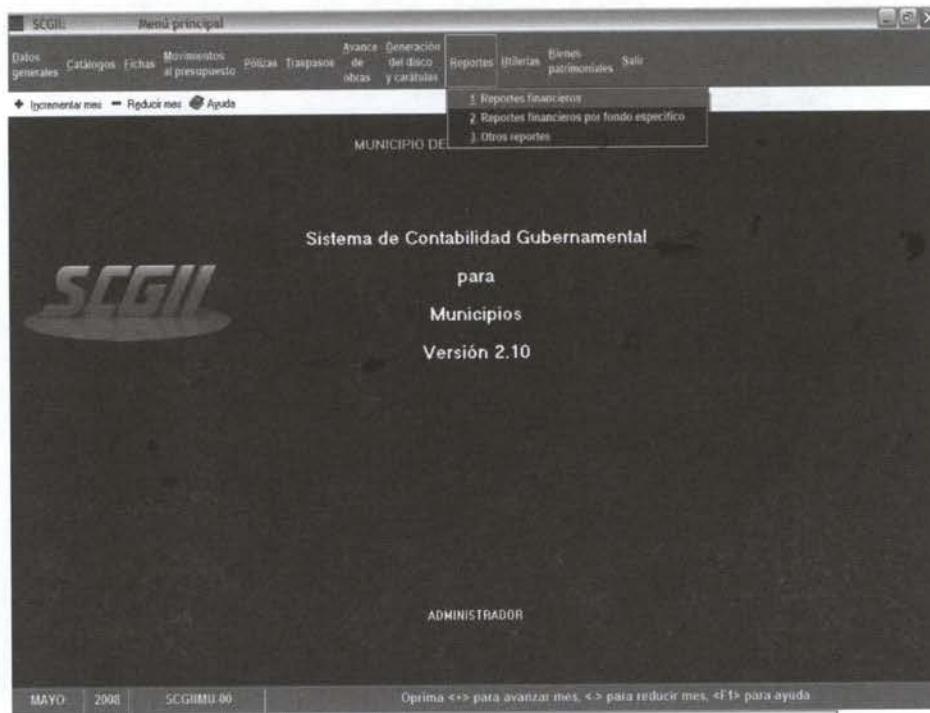 SCGII: Menú principal
Datos generales
Catálogos
Fichas
Movimientos al presupuesto
Pólizas
Traspasos
Avance de obras
Generación del disco y carátulas
Reportes
Utilerías
Bienes patrimoniales
Salir
Incrementar mes
Reducir mes
Ayuda
1. Reportes financieros
2. Reportes financieros por fondo específico
3. Otros reportes
MUNICIPIO DE
Sistema de Contabilidad Gubernamental
para
Municipios
Versión 2.10
SCGII
ADMINISTRADOR
MAYO 2008 SCGIIMU.00 Oprima <+> para avanzar mes, <-> para reducir mes, <F1> para ayuda